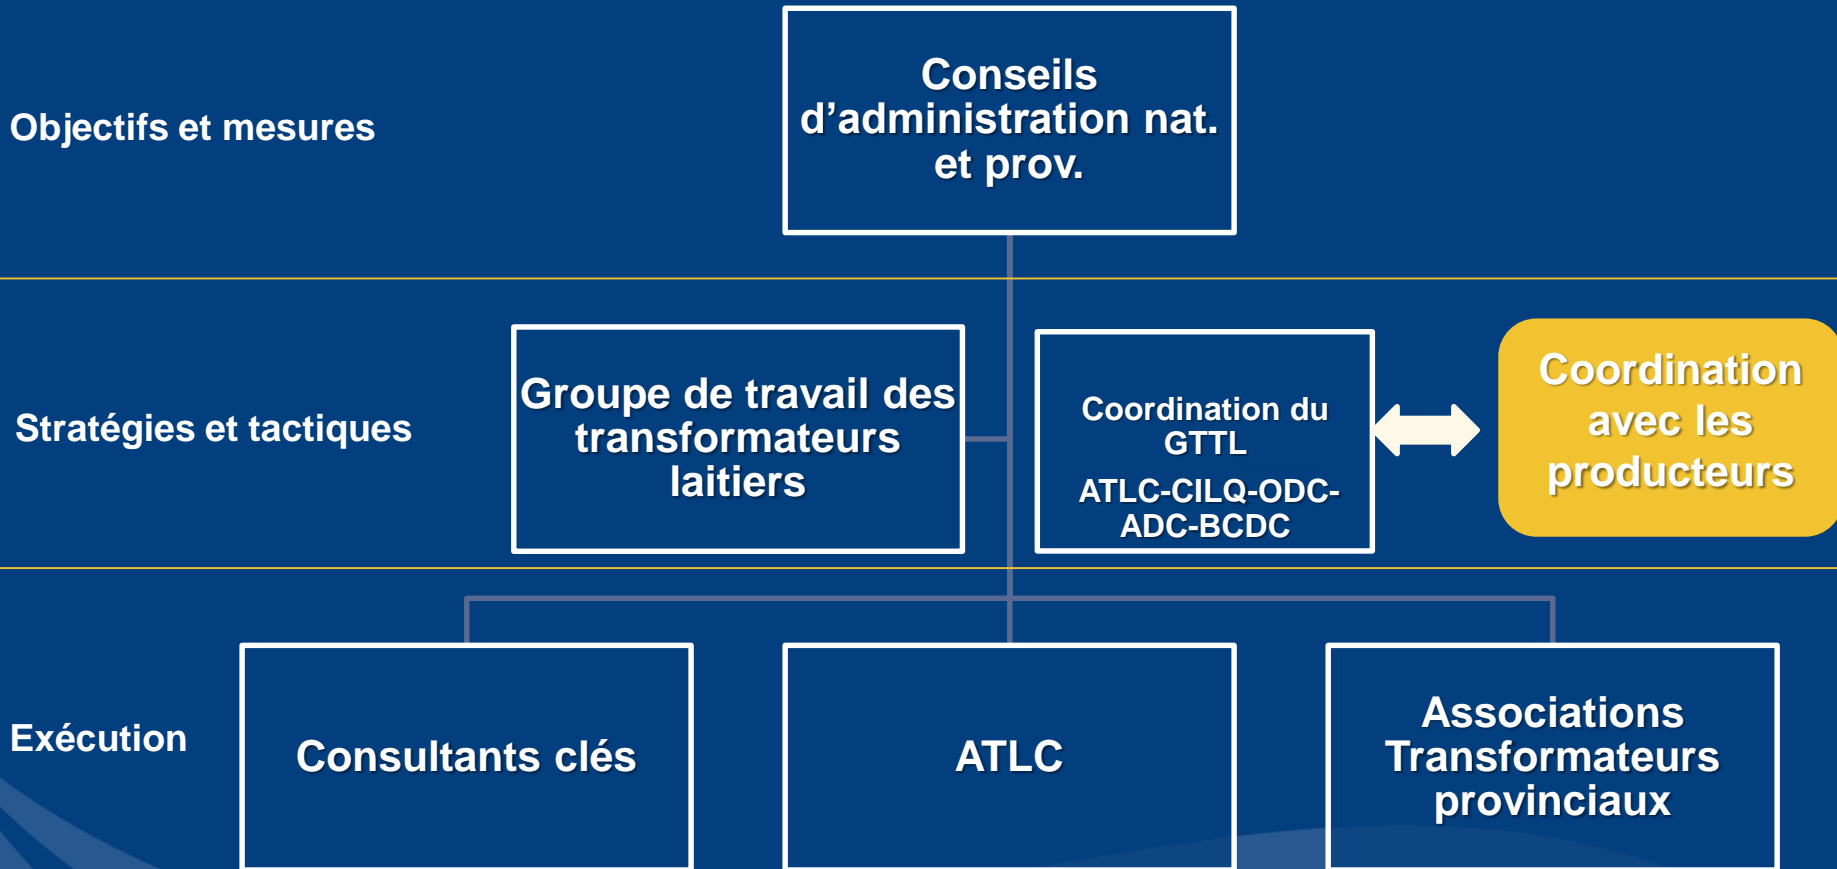 Conseils
d’administration nat.
et prov.
Objectifs et mesures
Groupe de travail des
transformateurs
laitiers
Coordination du
GTTL
ATLC-CILQ-ODC-
ADC-BCDC
Coordination
avec les
producteurs
Stratégies et tactiques
Exécution
Consultants clés
ATLC
Associations
Transformateurs
provinciaux